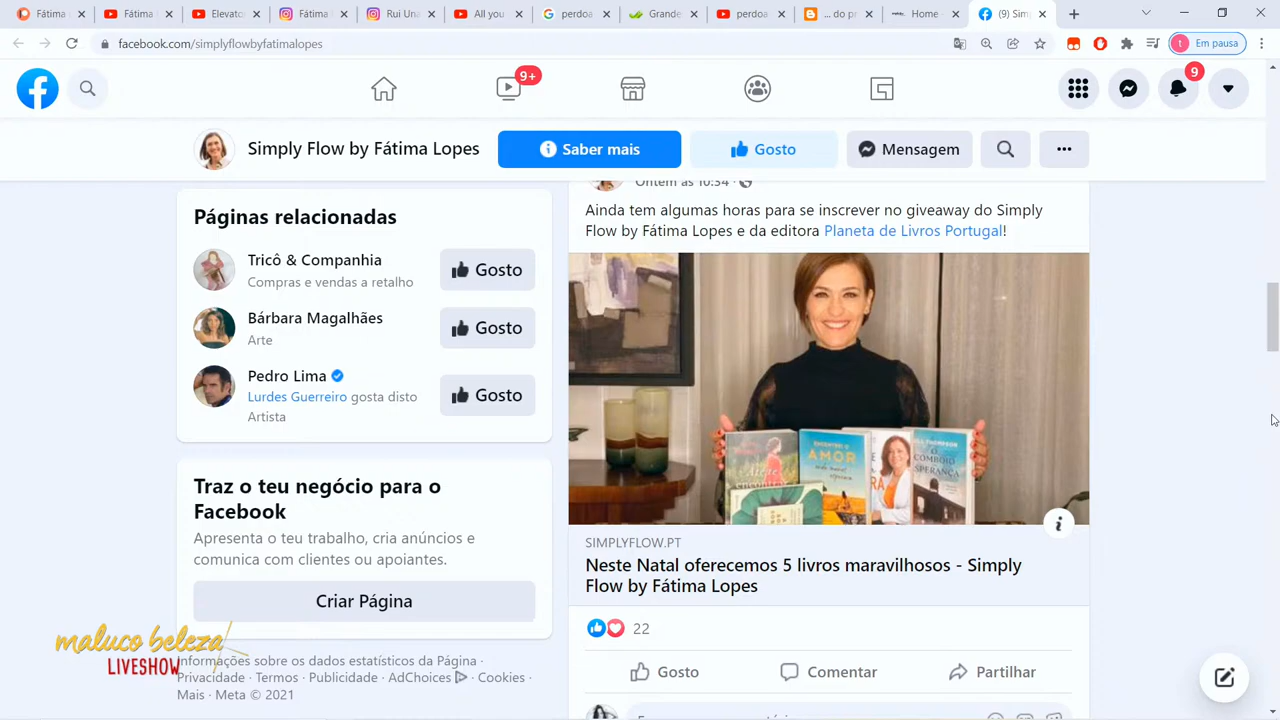 Fátima
Fátima
Elevator
Fátima
Rui Una
All you
perdoa
Grande
perdoa
... do pr
Home
(9) Sim
facebook.com/simplyflowbyfatimalopes
t
Em pausa
9+
9
Simply Flow by Fátima Lopes
Saber mais
Gosto
Mensagem
Páginas relacionadas
Tricô & Companhia
Compras e vendas a retalho
Gosto
Bárbara Magalhães
Arte
Gosto
Pedro Lima
Lurdes Guerreiro gosta disto
Artista
Gosto
Traz o teu negócio para o
Facebook
Apresenta o teu trabalho, cria anúncios e
comunica com clientes ou apoiantes.
Criar Página
maluco beleza
LIVESHOW
Informações sobre os dados estatísticos da Página ·
Privacidade · Termos · Publicidade · AdChoices · Cookies ·
Mais · Meta © 2021
Ontem às 10:34 ·
Ainda tem algumas horas para se inscrever no giveaway do Simply
Flow by Fátima Lopes e da editora Planeta de Livros Portugal!
ENCONTREI O
AMOR
O COMBOIO
ESPERANÇA
SIMPLYFLOW.PT
Neste Natal oferecemos 5 livros maravilhosos - Simply
Flow by Fátima Lopes
22
Gosto
Comentar
Partilhar